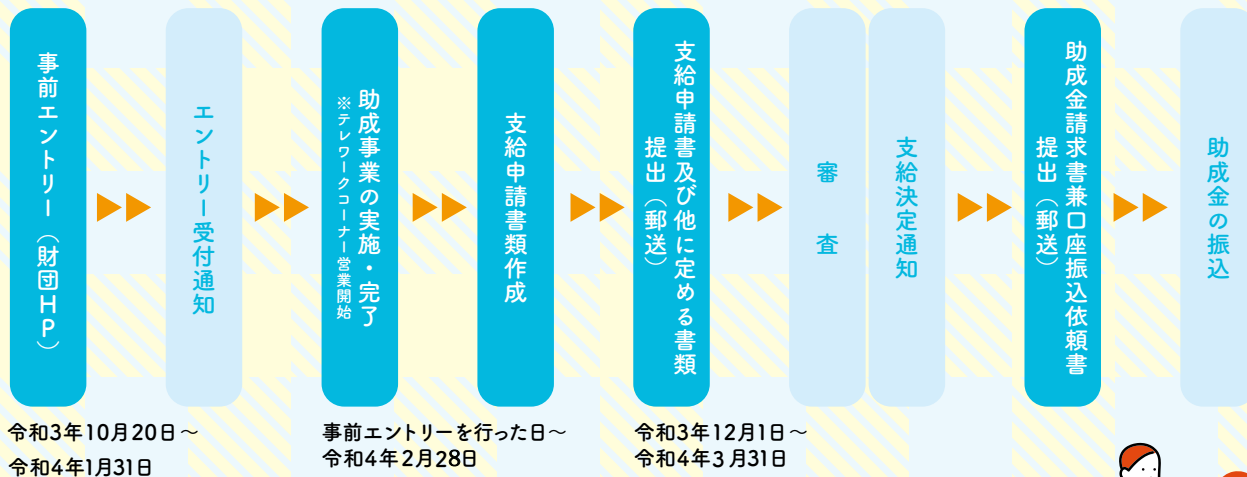 事前エントリー（財団HP）
エントリー受付通知
助成事業の実施・完了
※テレワークコーナー営業開始
支給申請書類作成
支給申請書及び他に定める書類
提出（郵送）
審査
支給決定通知
助成金請求書兼口座振込依頼書
提出（郵送）
助成金の振込
令和3年10月20日～
令和4年1月31日
事前エントリーを行った日～
令和4年2月28日
令和3年12月1日～
令和4年3月31日